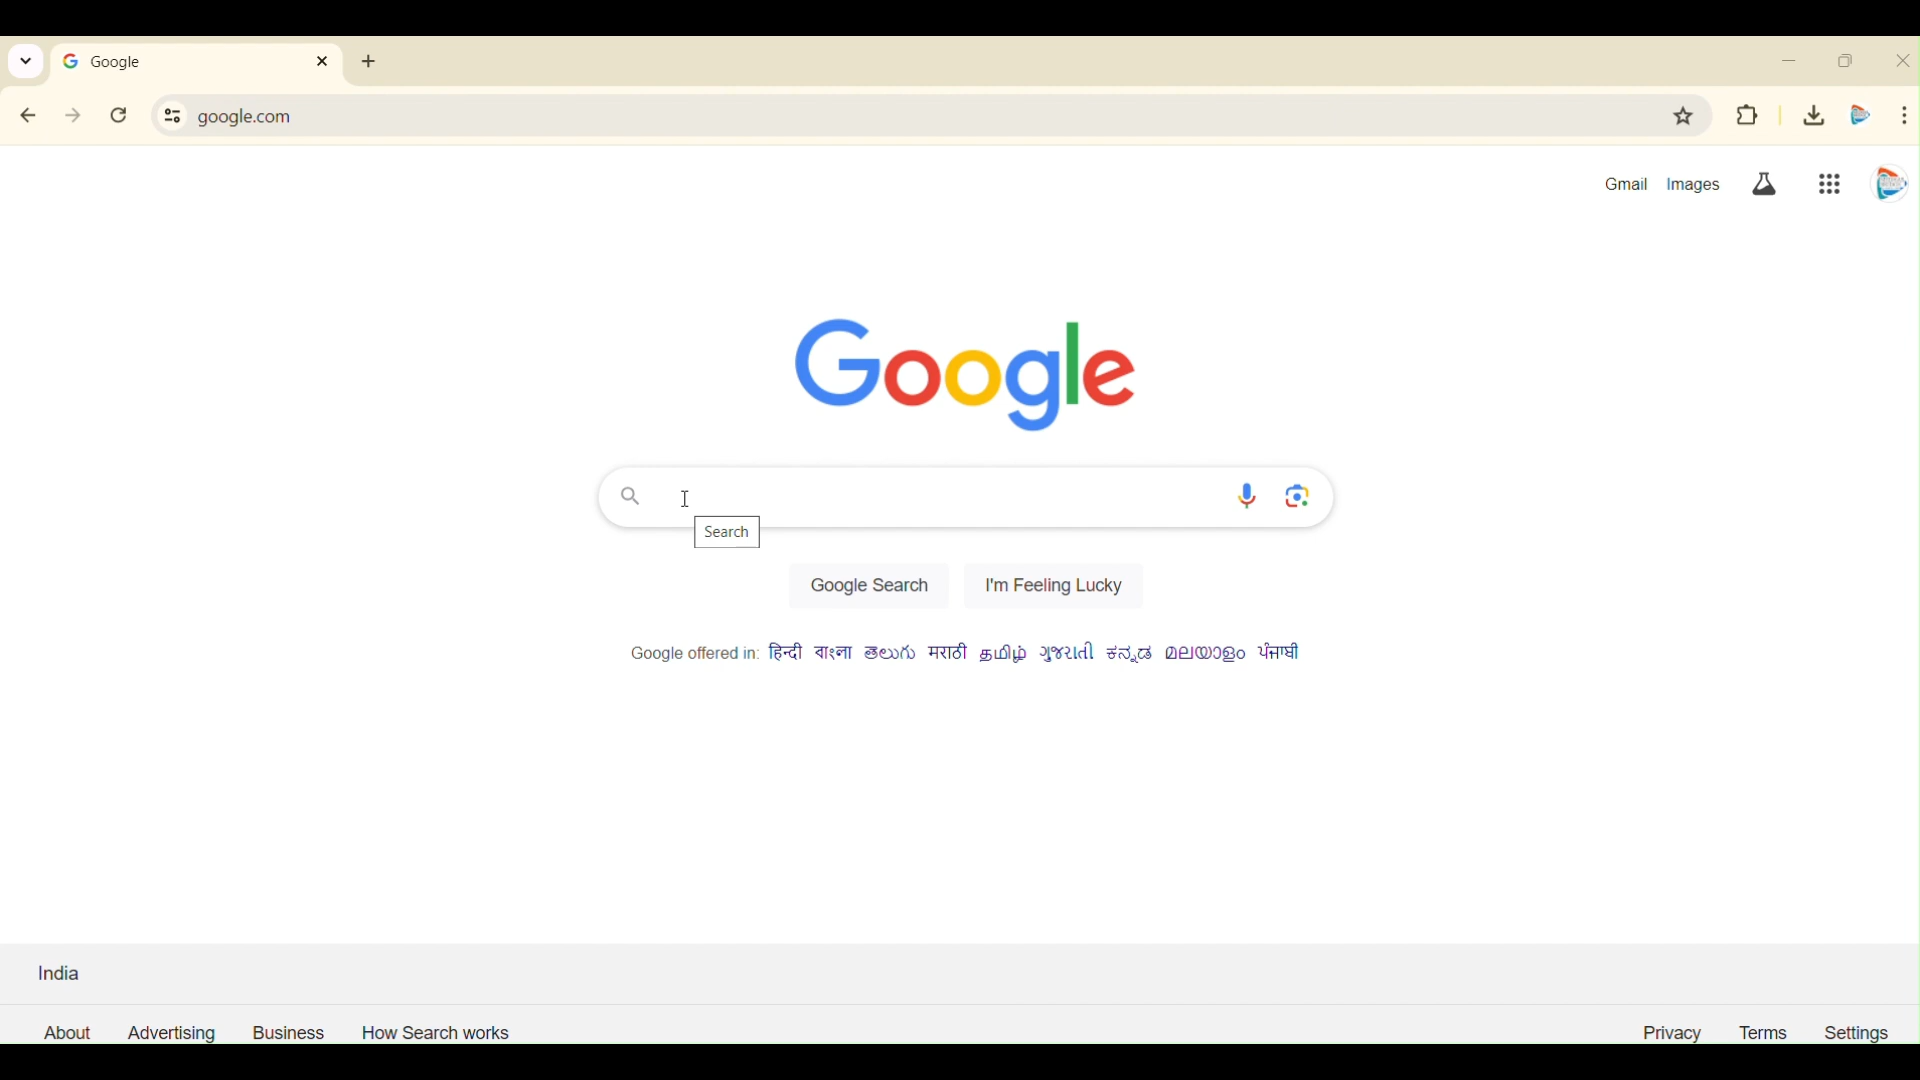 Google
google.com
Gmail Images
Google
Search
Google Search I'm Feeling Lucky
Google offered in: हिन्दी বাংলা తెలుగు मराठी தமிழ் ગુજરાતી ಕನ್ನಡ മലയാളം ਪੰਜਾਬੀ
India
About Advertising Business How Search works Privacy Terms Settings